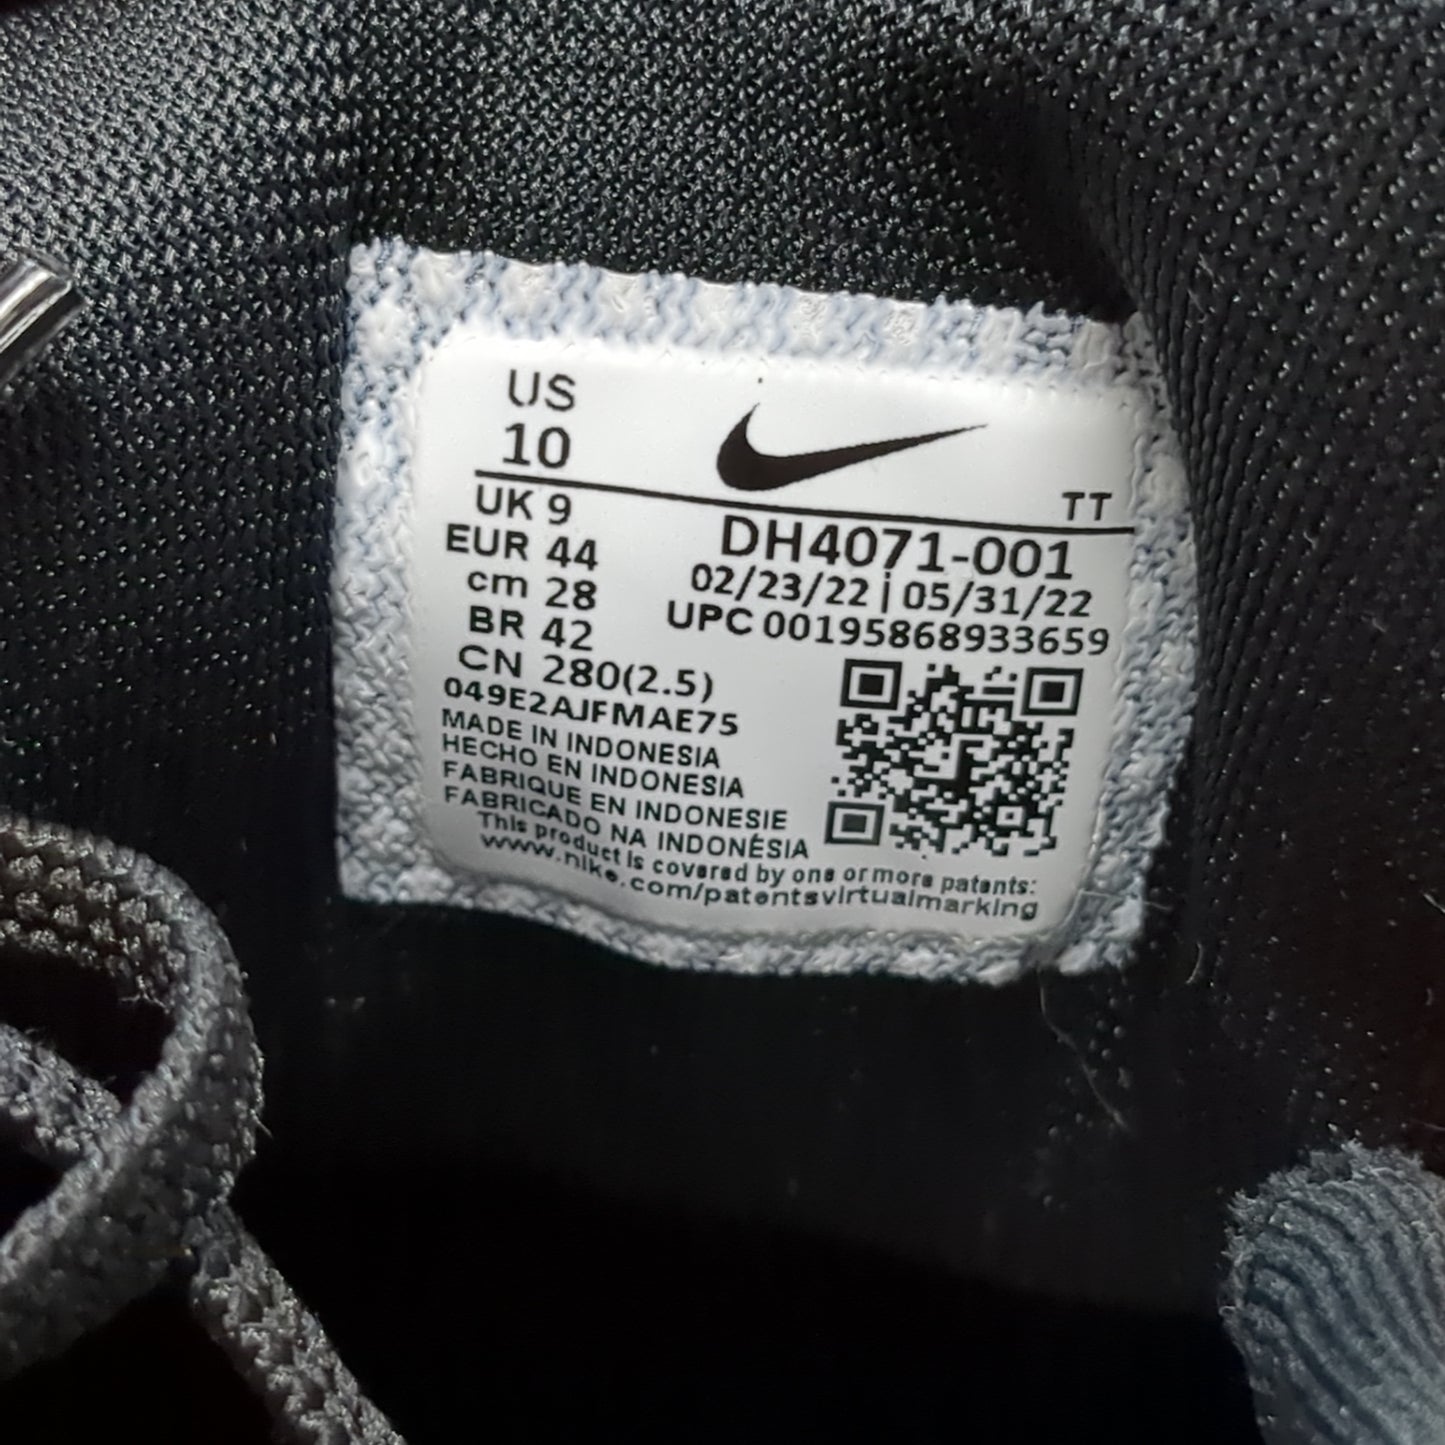 US
10
TT
UK 9
EUR 44
cm 28
BR 42
CN 280(2.5)
DH4071-001
02/23/22 | 05/31/22
UPC 00195868933659
049E2AJFMAE75
MADE IN INDONESIA
HECHO EN INDONESIA
FABRIQUE EN INDONESIE
FABRICADO NA INDONÉSIA
This product is covered by one or more patents:
www.nike.com/patentsvirtualmarking